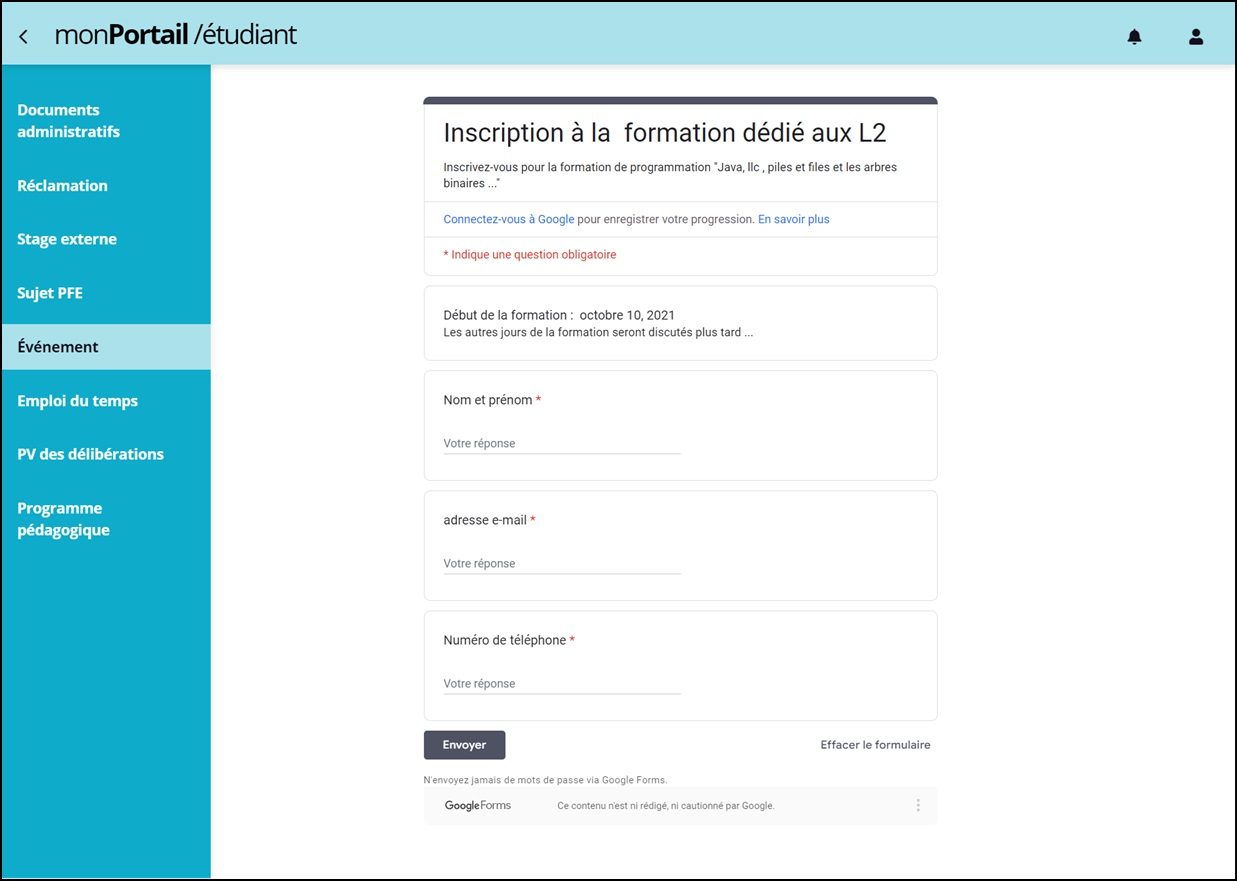 monPortail /étudiant
Documents
administratifs
Réclamation
Stage externe
Sujet PFE
Événement
Emploi du temps
PV des délibérations
Programme
pédagogique
Inscription à la  formation dédié aux L2
Inscrivez-vous pour la formation de programmation "Java, llc , piles et files et les arbres
binaires ..."
Connectez-vous à Google pour enregistrer votre progression. En savoir plus
* Indique une question obligatoire
Début de la formation :  octobre 10, 2021
Les autres jours de la formation seront discutés plus tard ...
Nom et prénom *
Votre réponse
adresse e-mail *
Votre réponse
Numéro de téléphone *
Votre réponse
Envoyer
Effacer le formulaire
N'envoyez jamais de mots de passe via Google Forms.
Google Forms
Ce contenu n'est ni rédigé, ni cautionné par Google.